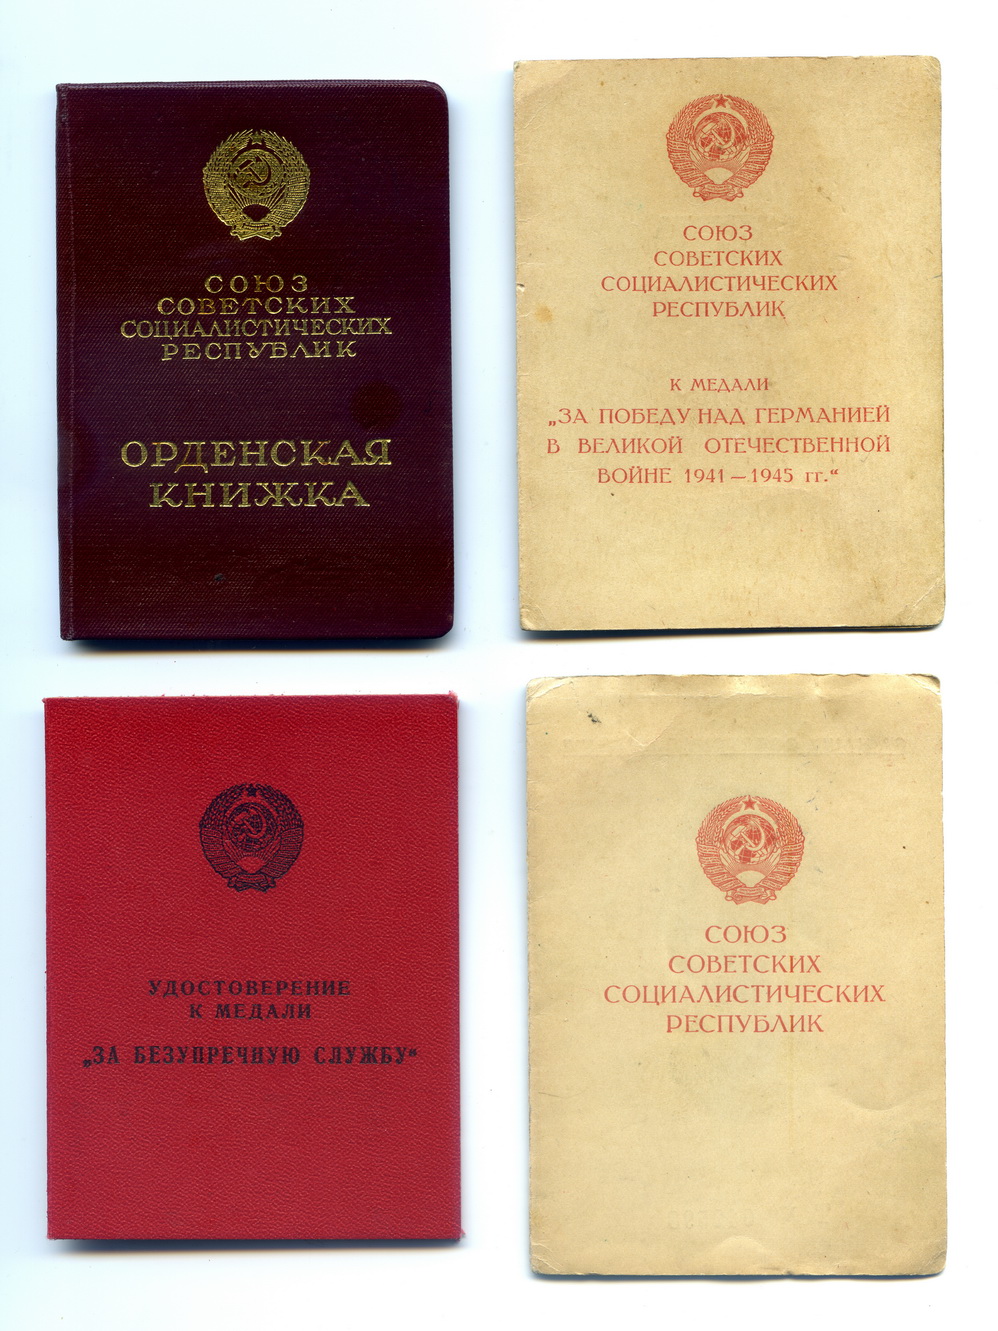 СОЮЗ
СОВЕТСКИХ
СОЦИАЛИСТИЧЕСКИХ
РЕСПУБЛИК
ОРДЕНСКАЯ
КНИЖКА
СОЮЗ
СОВЕТСКИХ
СОЦИАЛИСТИЧЕСКИХ
РЕСПУБЛИК
К МЕДАЛИ
„ЗА ПОБЕДУ НАД ГЕРМАНИЕЙ
В ВЕЛИКОЙ ОТЕЧЕСТВЕННОЙ
ВОЙНЕ 1941 — 1945 гг.“
УДОСТОВЕРЕНИЕ
К МЕДАЛИ
„ЗА БЕЗУПРЕЧНУЮ СЛУЖБУ“
СОЮЗ
СОВЕТСКИХ
СОЦИАЛИСТИЧЕСКИХ
РЕСПУБЛИК